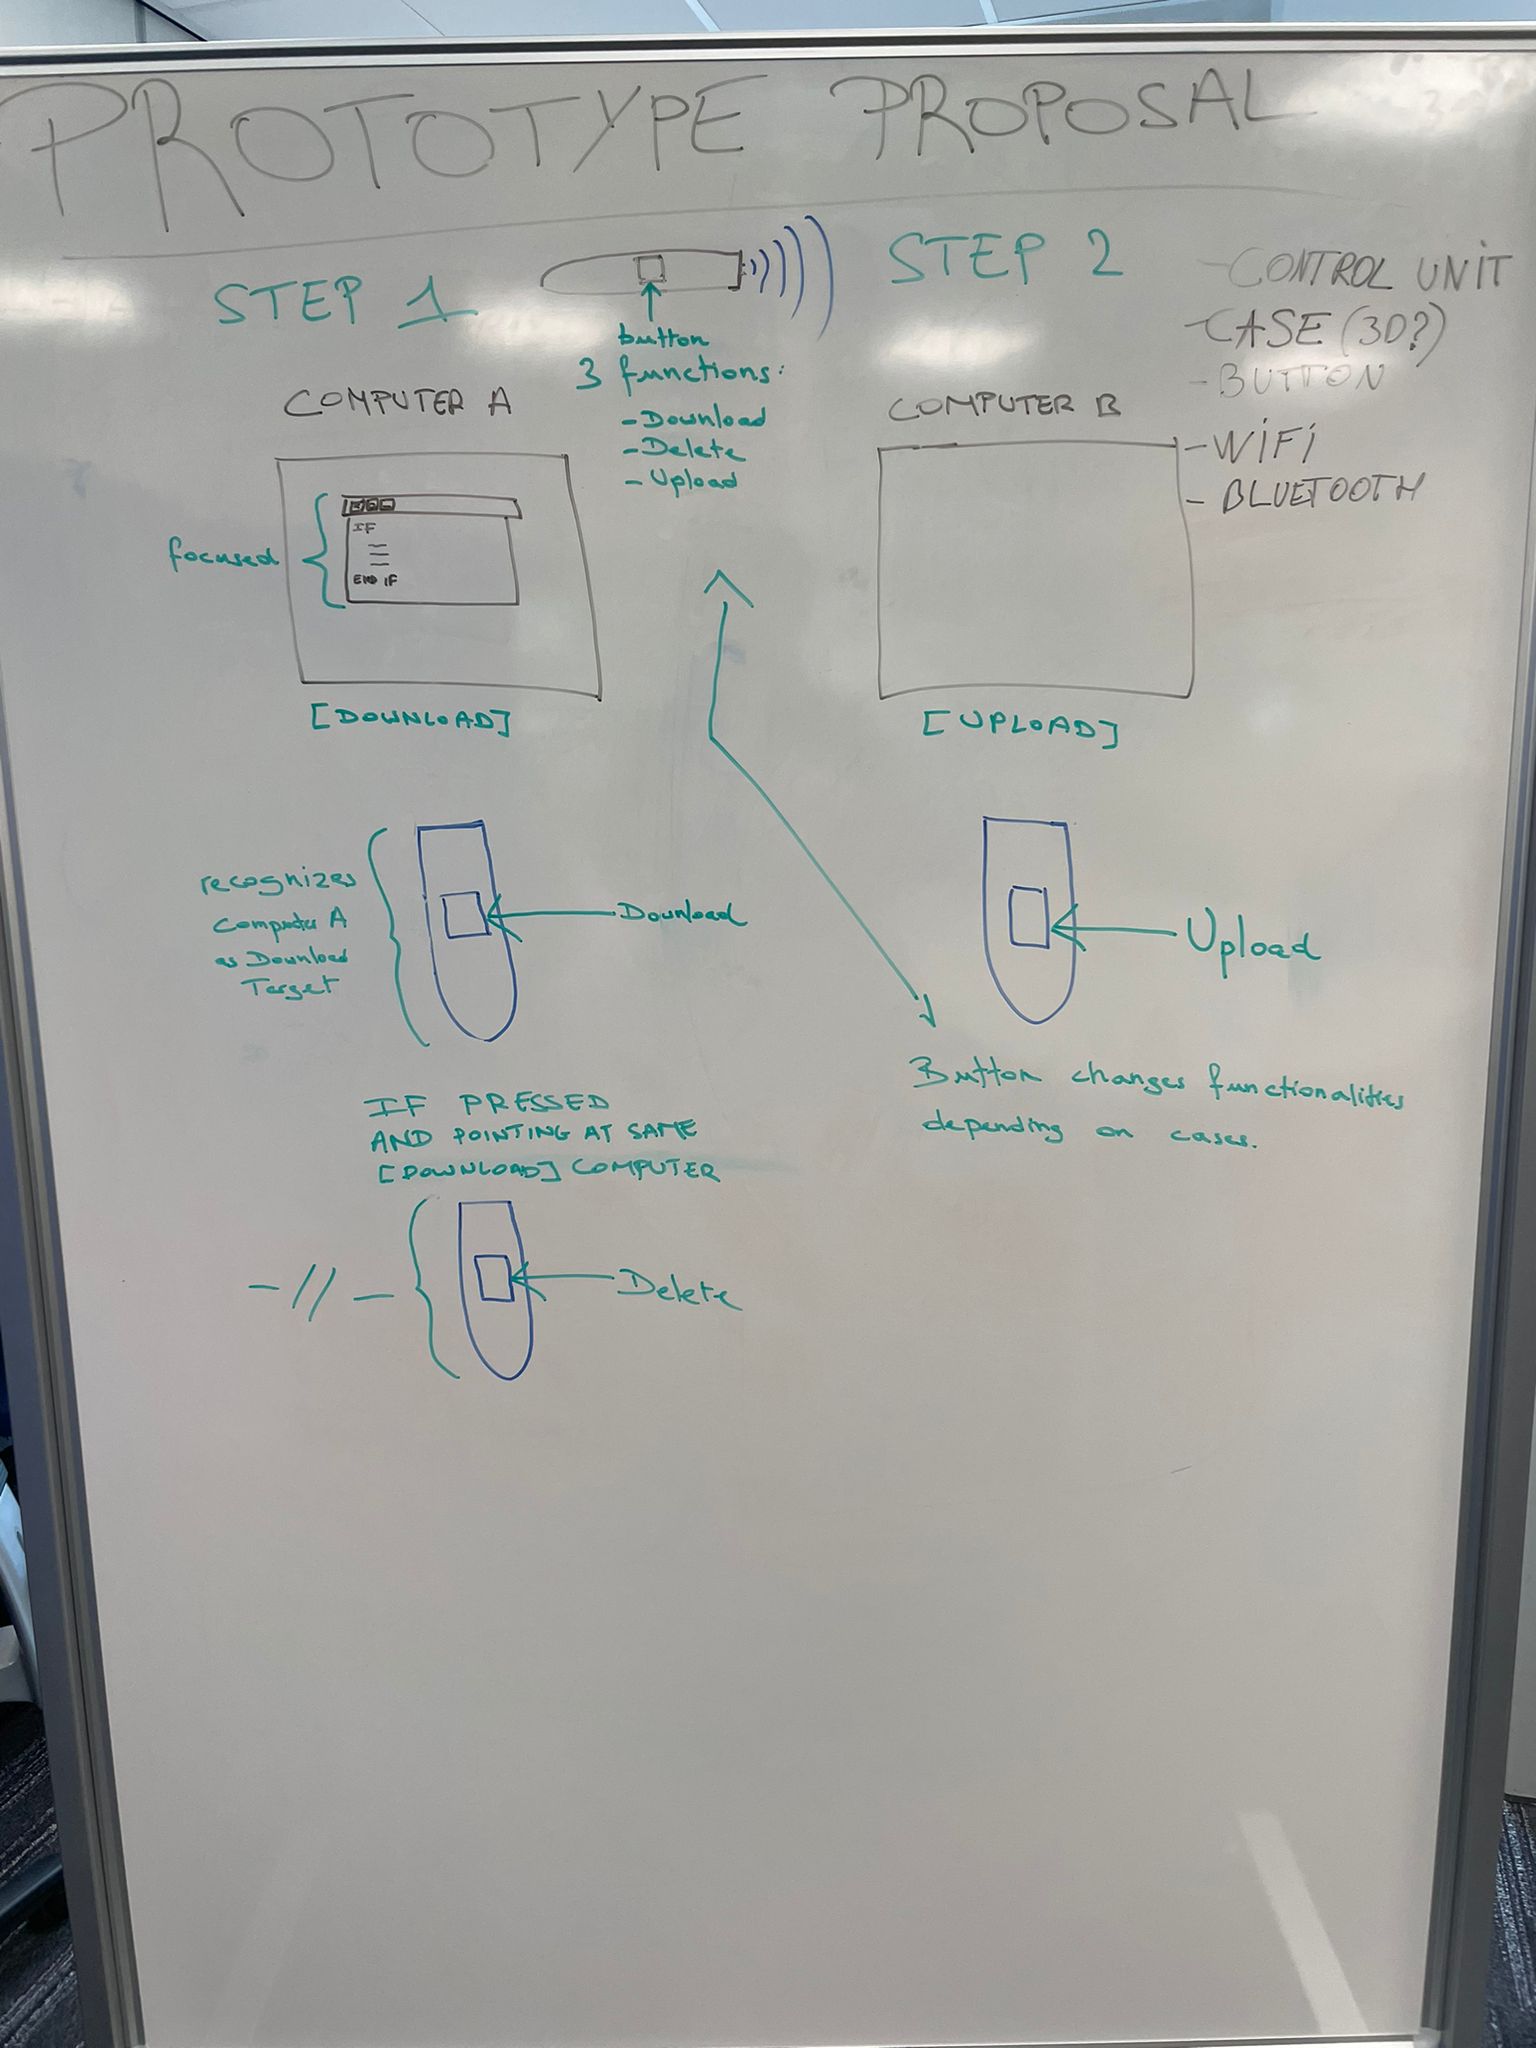 PROTOTYPE PROPOSAL
STEP 1
button
3 functions:
- Download
- Delete
- Upload
STEP 2
- CONTROL UNIT
- CASE (3D?)
- BUTTON
- WiFi
- BLUETOOTH
COMPUTER A
focused
IF
END IF
[DOWNLOAD]
COMPUTER B
[UPLOAD]
recognizes
Computer A
as Download
Target
Download
Upload
Button changes functionalities
depending on cases.
IF PRESSED
AND POINTING AT SAME
[DOWNLOAD] COMPUTER
- // -
Delete